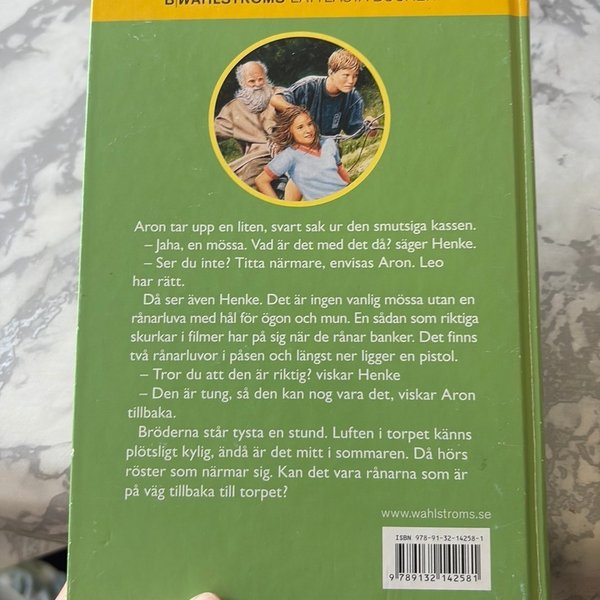 B|WAHLSTRÖMS LÄTTLÄSTA BÖCKER
Aron tar upp en liten, svart sak ur den smutsiga kassen.
– Jaha, en mössa. Vad är det med det då? säger Henke.
– Ser du inte? Titta närmare, envisas Aron. Leo
har rätt.
Då ser även Henke. Det är ingen vanlig mössa utan en
rånarluva med hål för ögon och mun. En sådan som riktiga
skurkar i filmer har på sig när de rånar banker. Det finns
två rånarluvor i påsen och längst ner ligger en pistol.
– Tror du att den är riktig? viskar Henke
– Den är tung, så den kan nog vara det, viskar Aron
tillbaka.
Bröderna står tysta en stund. Luften i torpet känns
plötsligt kylig, ändå är det mitt i sommaren. Då hörs
röster som närmar sig. Kan det vara rånarna som är
på väg tillbaka till torpet?
www.wahlstroms.se
ISBN 978-91-32-14258-1
9 789132 142581